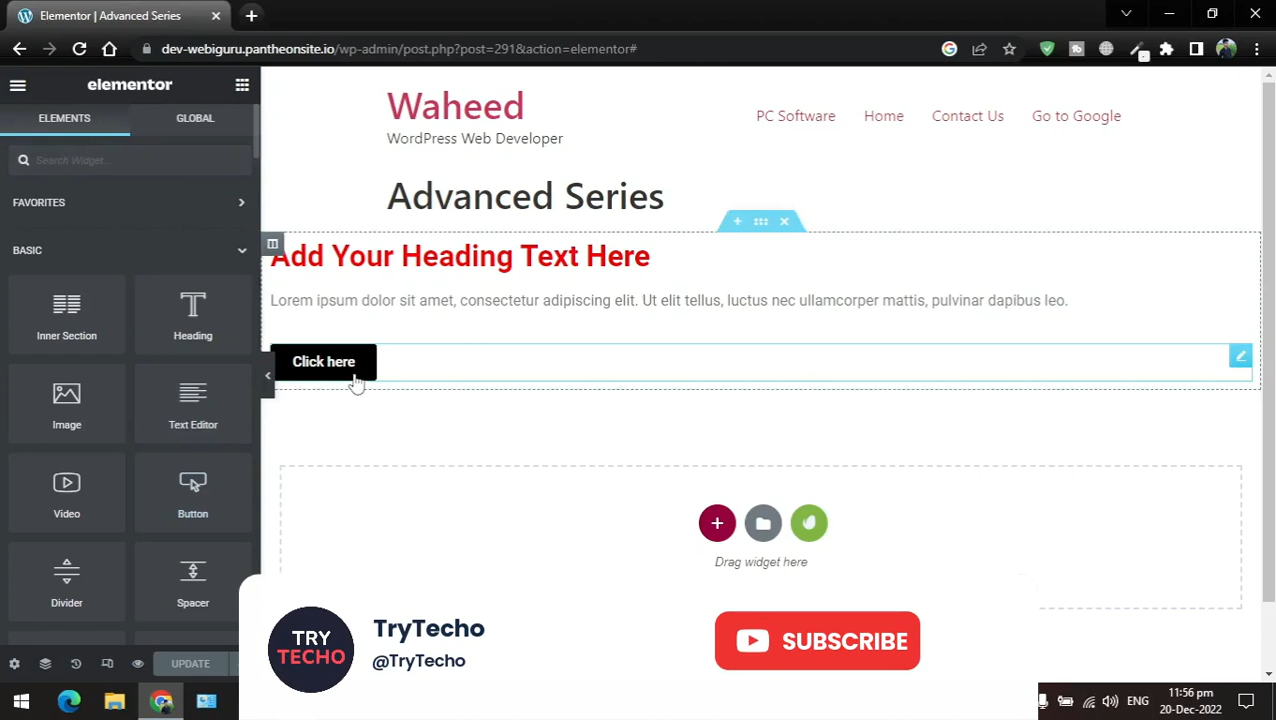 Elementor | Advanced Series
dev-webiguru.pantheonsite.io/wp-admin/post.php?post=291&action=elementor#
elementor
ELEMENTS
GLOBAL
Search Widget...
FAVORITES
BASIC
Inner Section
Heading
Image
Text Editor
Video
Button
Divider
Spacer
UPDATE
Waheed
WordPress Web Developer
PC Software
Home
Contact Us
Go to Google
Advanced Series
Add Your Heading Text Here
Lorem ipsum dolor sit amet, consectetur adipiscing elit. Ut elit tellus, luctus nec ullamcorper mattis, pulvinar dapibus leo.
Click here
Drag widget here
TRY
TECHO
TryTecho
@TryTecho
SUBSCRIBE
ENG
11:56 pm
20-Dec-2022